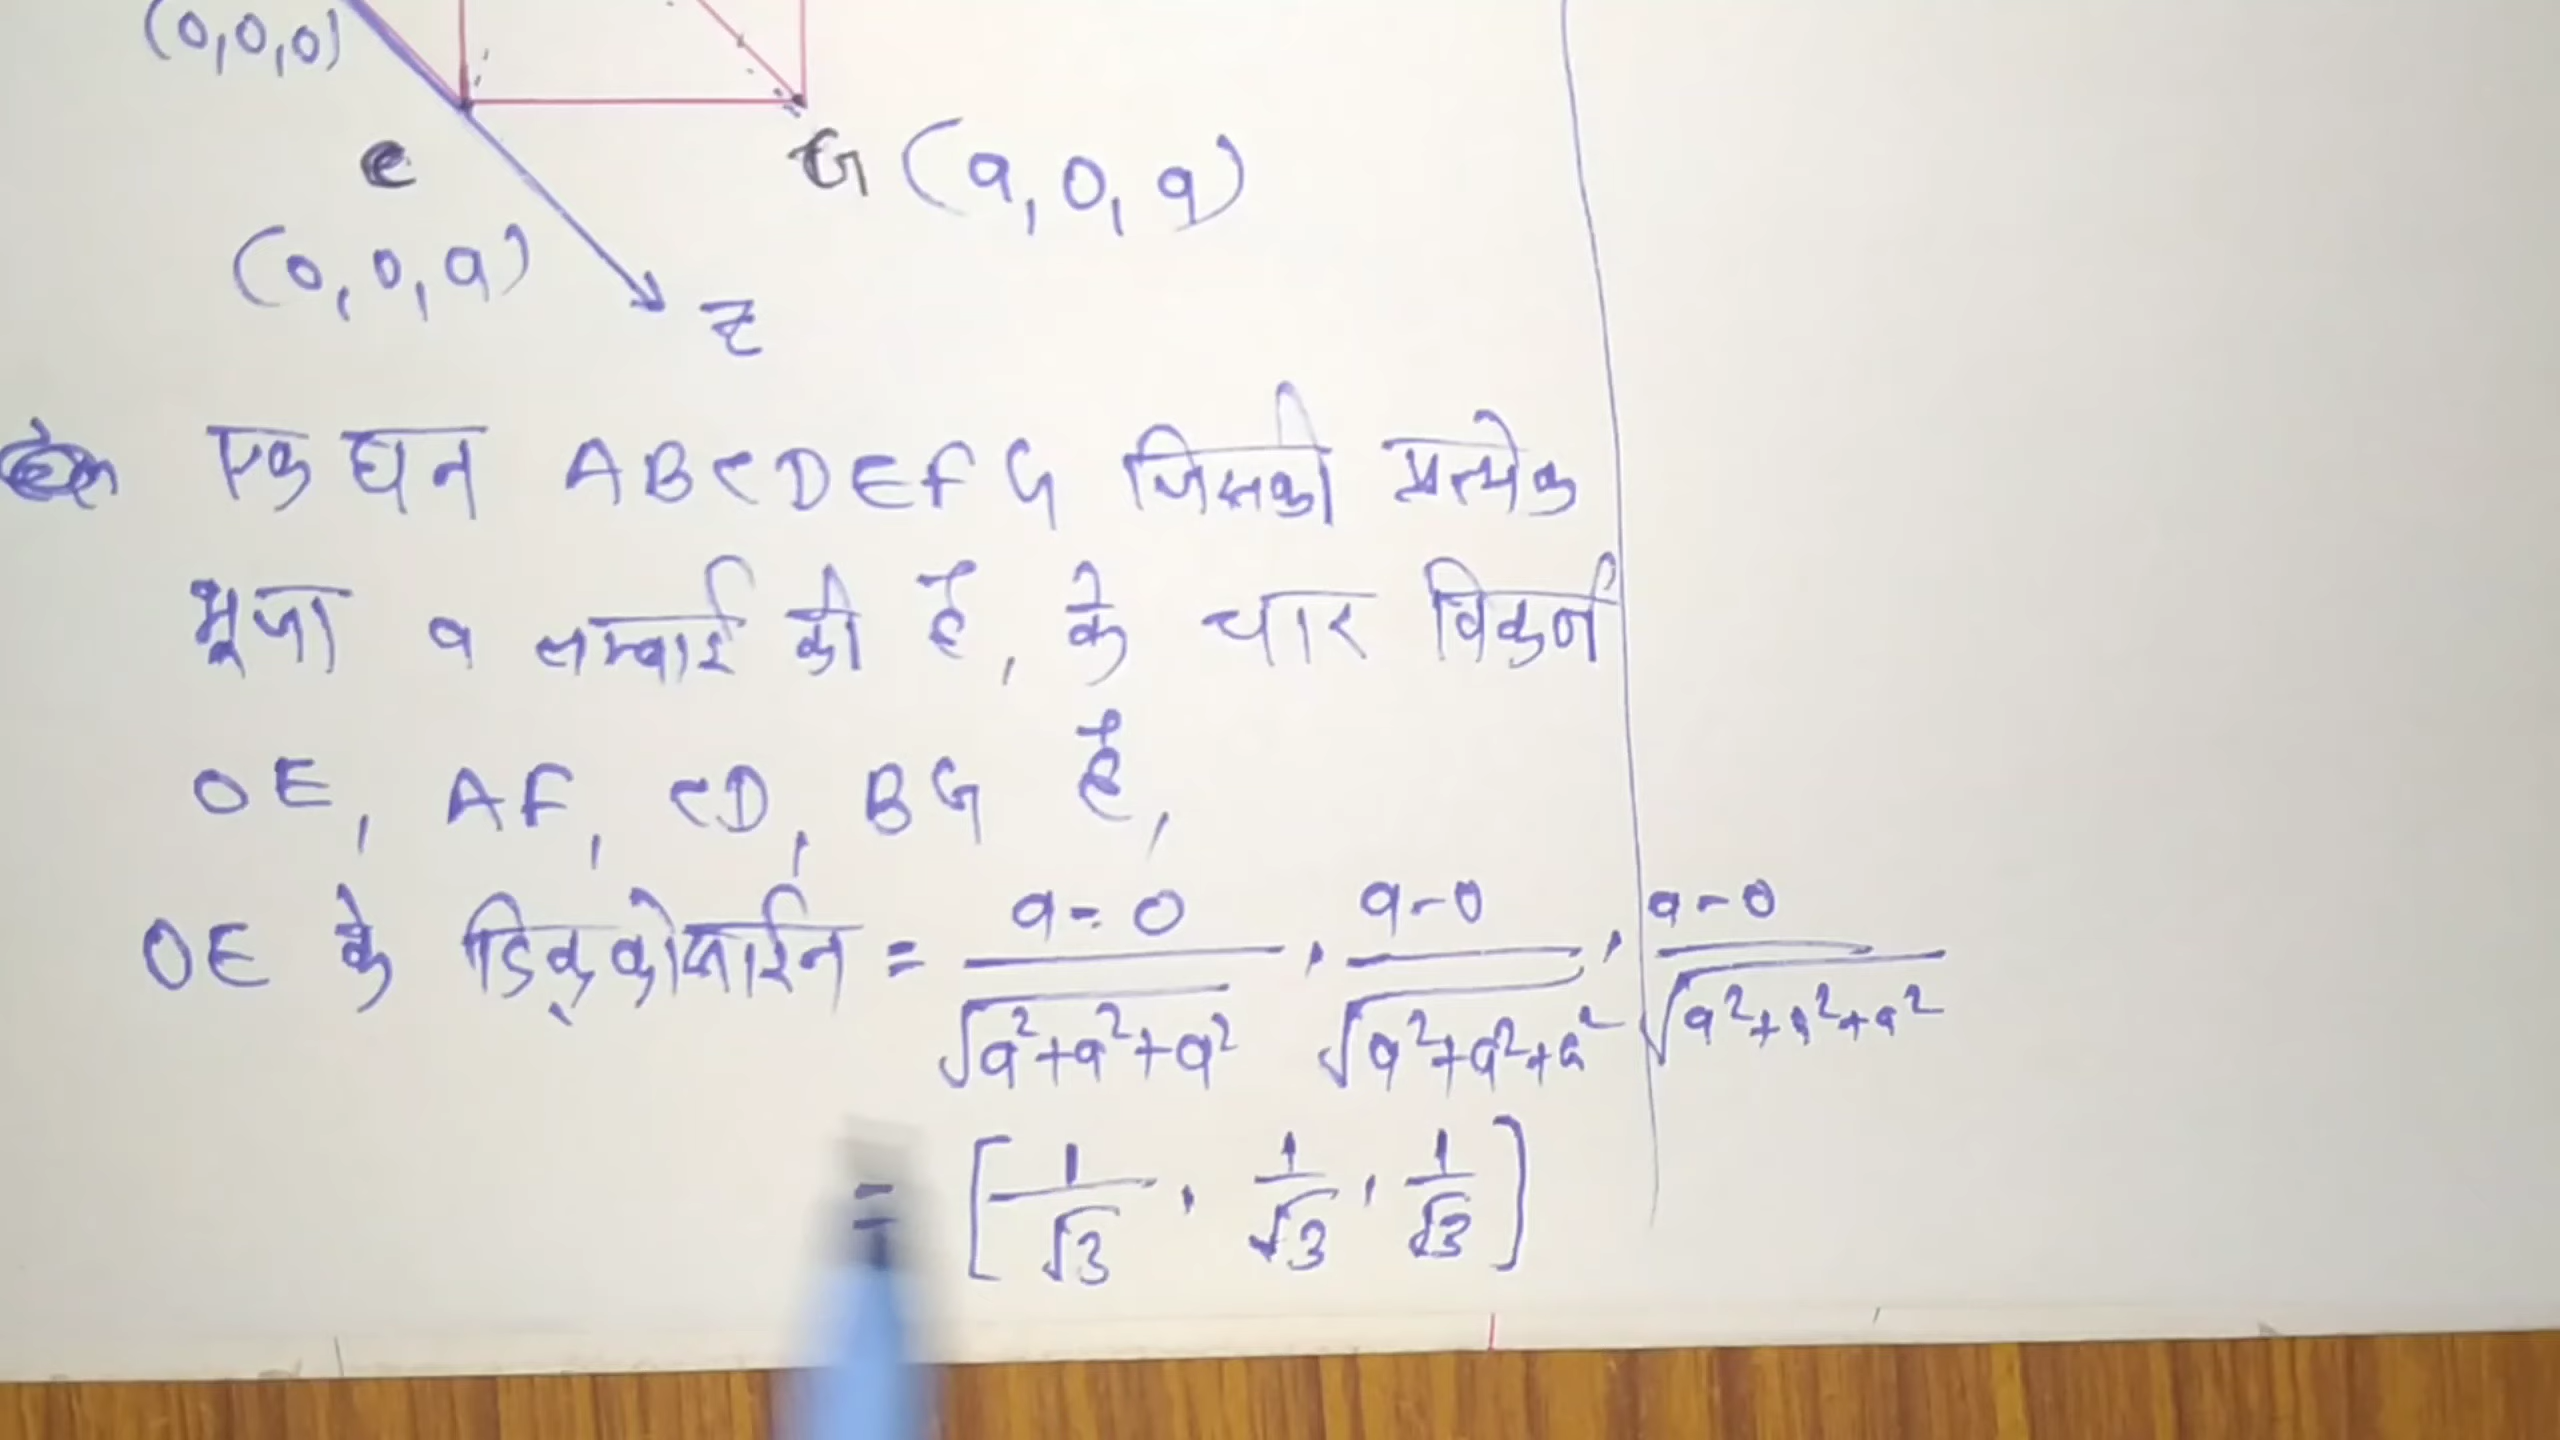 (0,0,0)
e
G (a, 0, a)
(0, 0, a)
z
एक घन ABCDEFG जिसकी प्रत्येक
भूजा a लम्बाई की है, के चार विकर्ण
OE, AF, CD, BG है,
OE के दिक्‌कोसाईन = a-0/√a²+a²+a² , a-0/√a²+a²+a² , a-0/√a²+a²+a²
= [1/√3 , 1/√3 , 1/√3]